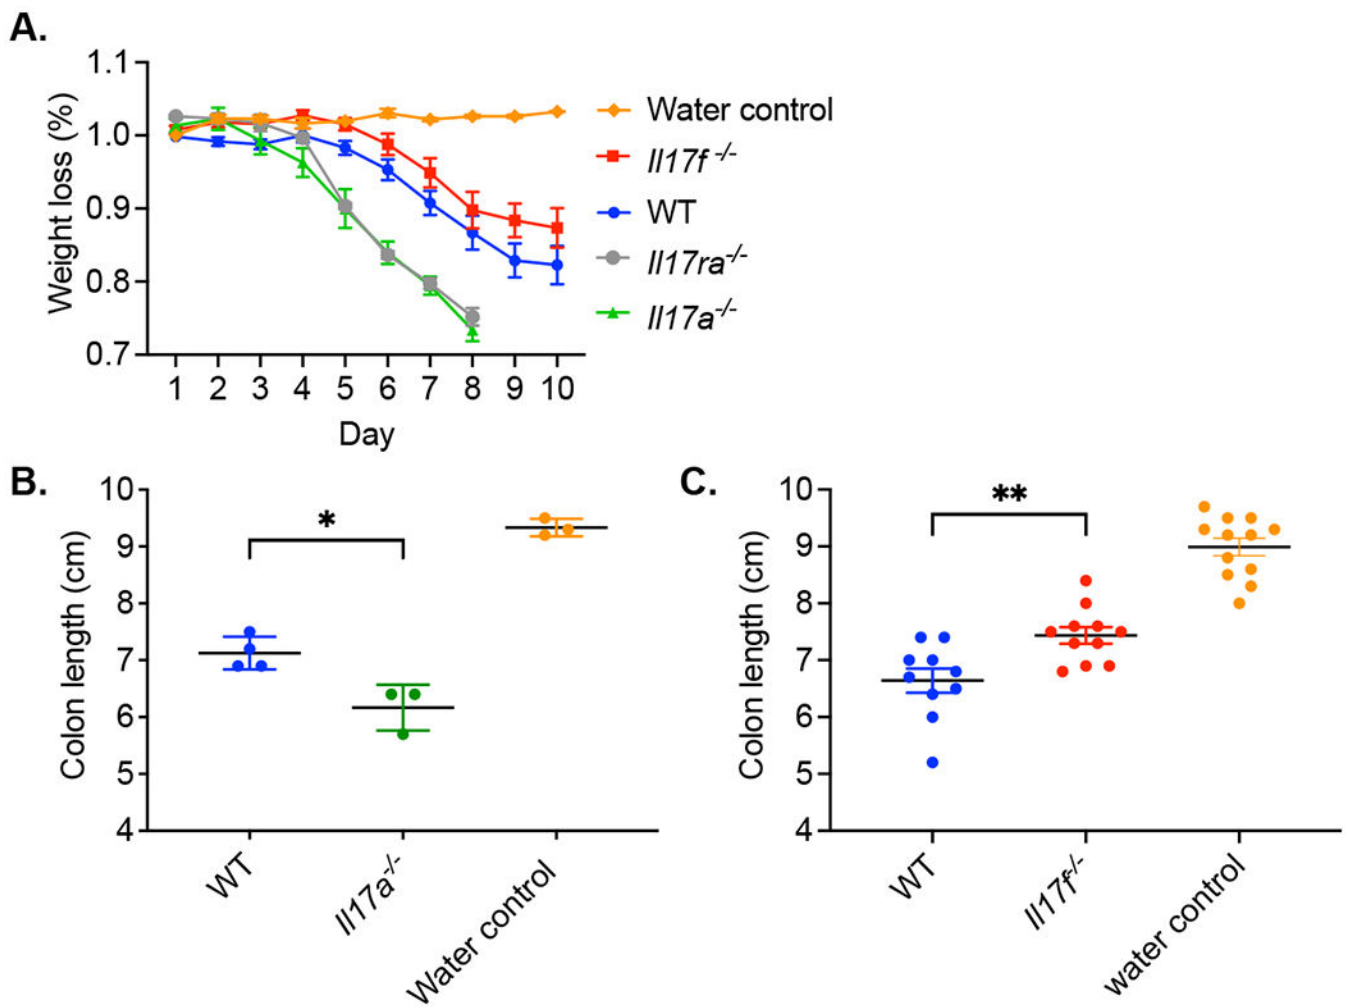 A.
1.1
1.0
0.9
0.8
0.7
Weight loss (%)
1 2 3 4 5 6 7 8 9 10
Day
Water control
Il17f -/-
WT
Il17ra-/-
Il17a-/-
B.
10
9
8
7
6
5
4
Colon length (cm)
*
WT
Il17a-/-
Water control
C.
10
9
8
7
6
5
4
Colon length (cm)
**
WT
Il17f-/-
water control